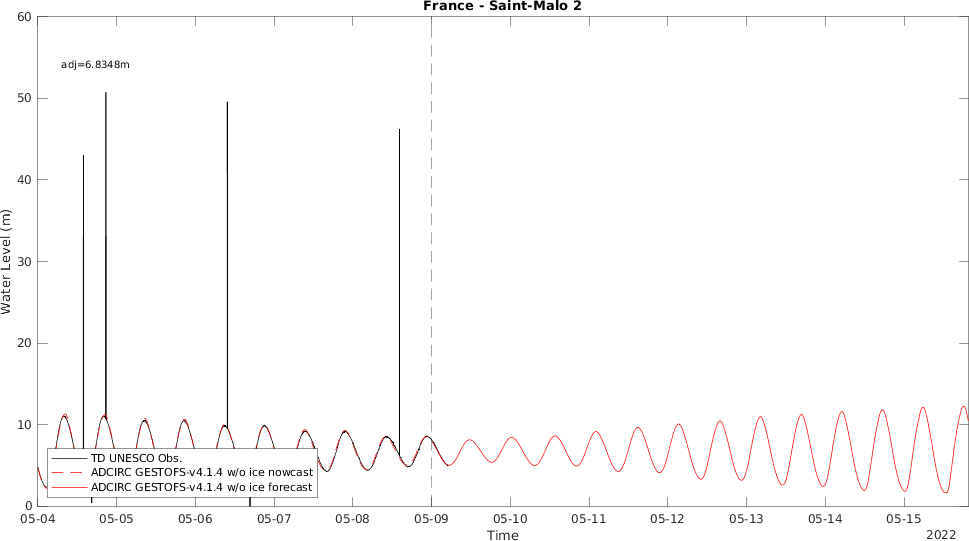 France - Saint-Malo 2
60
50
40
30
20
10
0
Water Level (m)
adj=6.8348m
TD UNESCO Obs.
ADCIRC GESTOFS-v4.1.4 w/o ice nowcast
ADCIRC GESTOFS-v4.1.4 w/o ice forecast
05-04 05-05 05-06 05-07 05-08 05-09 05-10 05-11 05-12 05-13 05-14 05-15
Time
2022